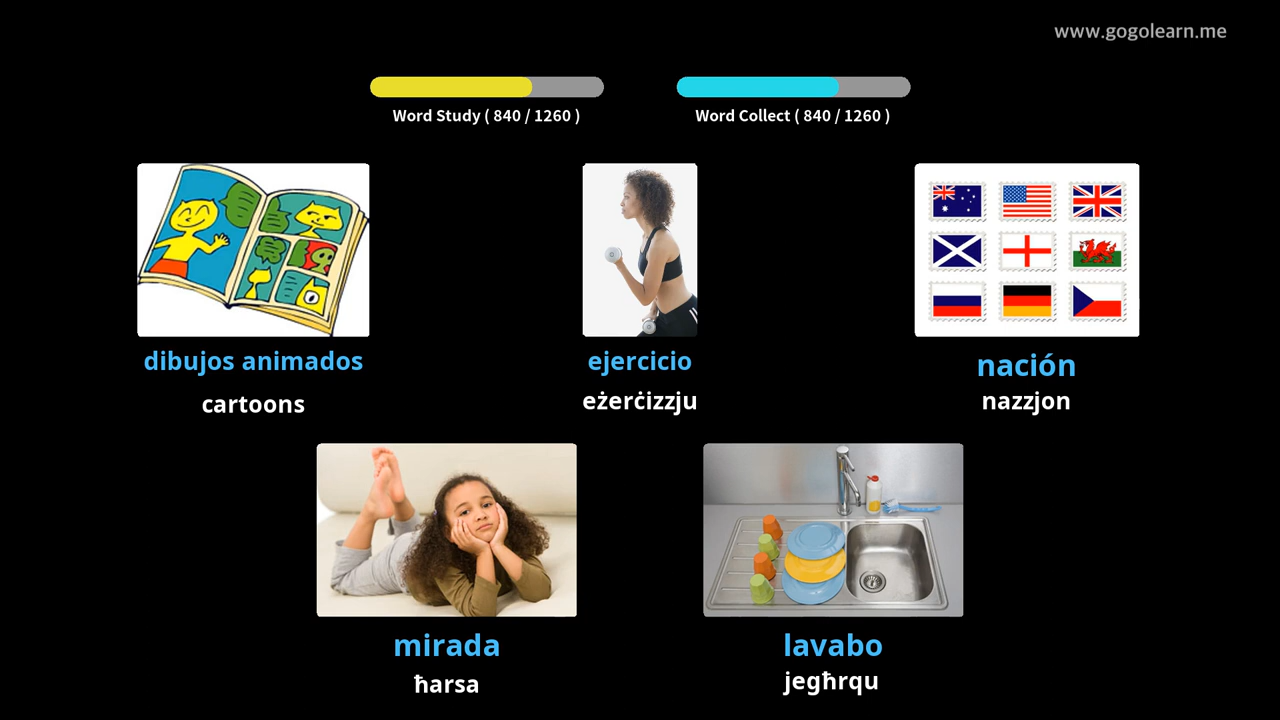 www.gogolearn.me
Word Study ( 840 / 1260 )
Word Collect ( 840 / 1260 )
dibujos animados
cartoons
ejercicio
eżerċizzju
nación
nazzjon
mirada
ħarsa
lavabo
jegħrqu